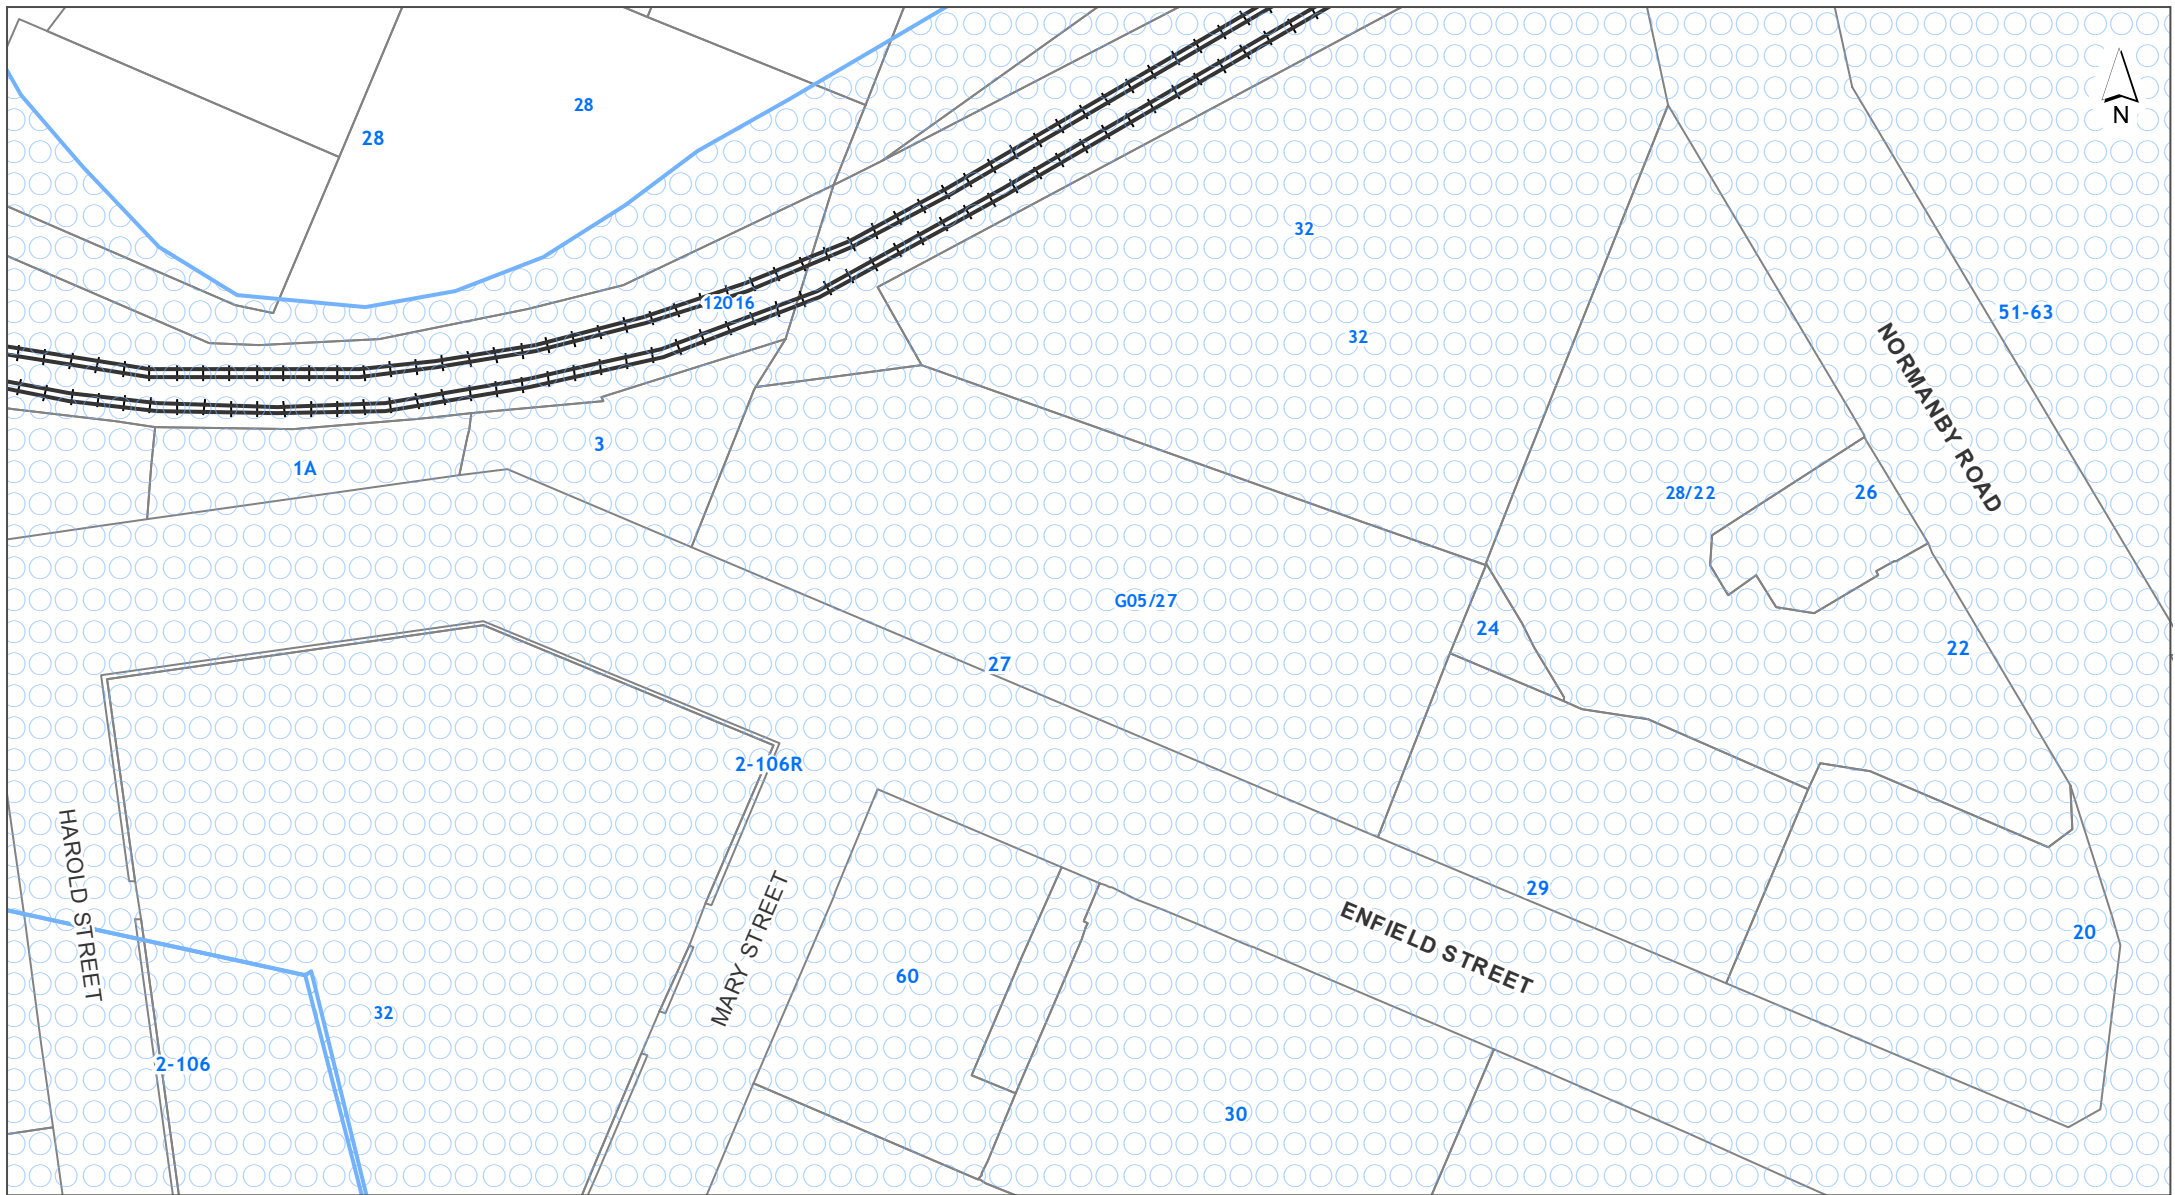 28
N
28
32
12016
51-63
32
NORMANBY ROAD
3
1A
28/22
26
G05/27
24
22
27
2-106R
HAROLD STREET
MARY STREET
29
ENFIELD STREET
20
60
32
2-106
30